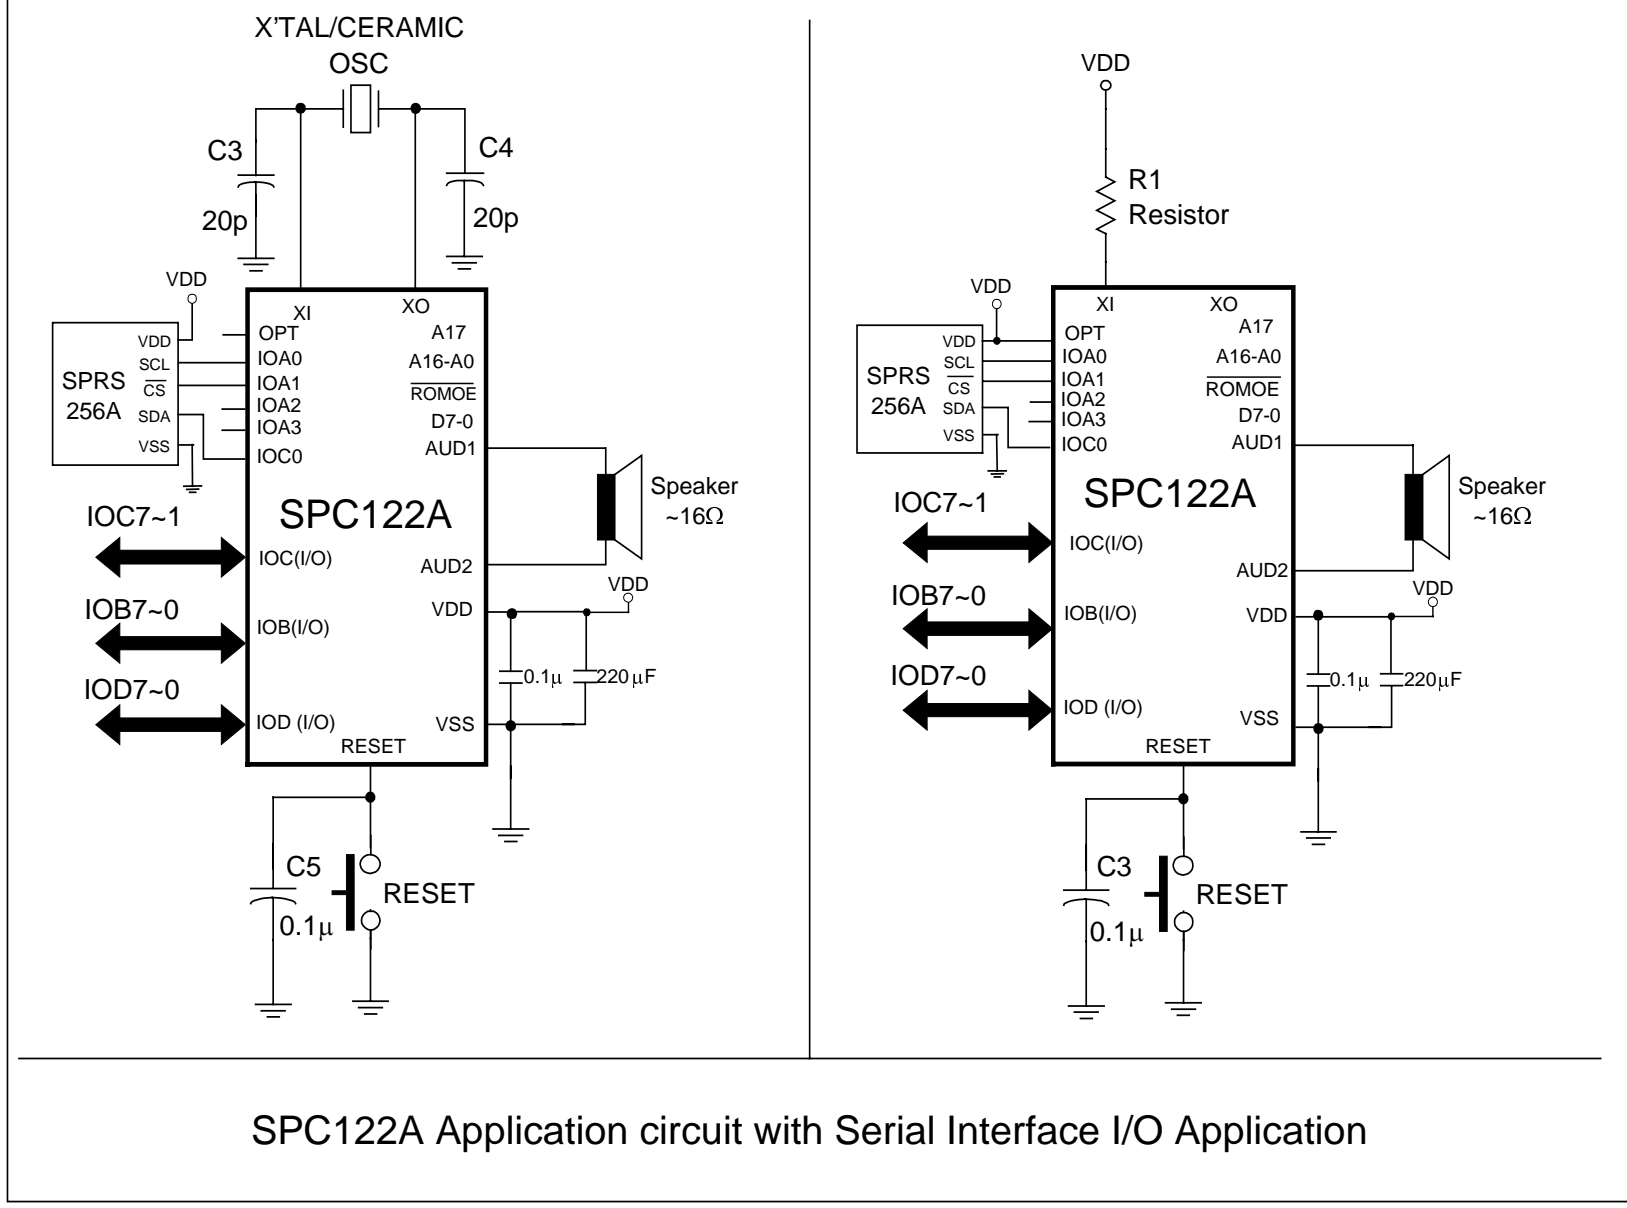 X'TAL/CERAMIC
OSC
C3
20p
C4
20p
VDD
SPRS
256A
VDD
SCL
CS
SDA
VSS
XI
XO
OPT
IOA0
IOA1
IOA2
IOA3
IOC0
A17
A16-A0
ROMOE
D7-0
AUD1
SPC122A
Speaker
~16Ω
IOC7~1
IOC(I/O)
AUD2
IOB7~0
IOB(I/O)
VDD
VDD
0.1μ
220μF
IOD7~0
IOD (I/O)
VSS
RESET
C5
0.1μ
RESET
VDD
R1
Resistor
VDD
SPRS
256A
VDD
SCL
CS
SDA
VSS
XI
XO
OPT
IOA0
IOA1
IOA2
IOA3
IOC0
A17
A16-A0
ROMOE
D7-0
AUD1
SPC122A
Speaker
~16Ω
IOC7~1
IOC(I/O)
AUD2
IOB7~0
IOB(I/O)
VDD
VDD
0.1μ
220μF
IOD7~0
IOD (I/O)
VSS
RESET
C3
0.1μ
RESET
SPC122A Application circuit with Serial Interface I/O Application